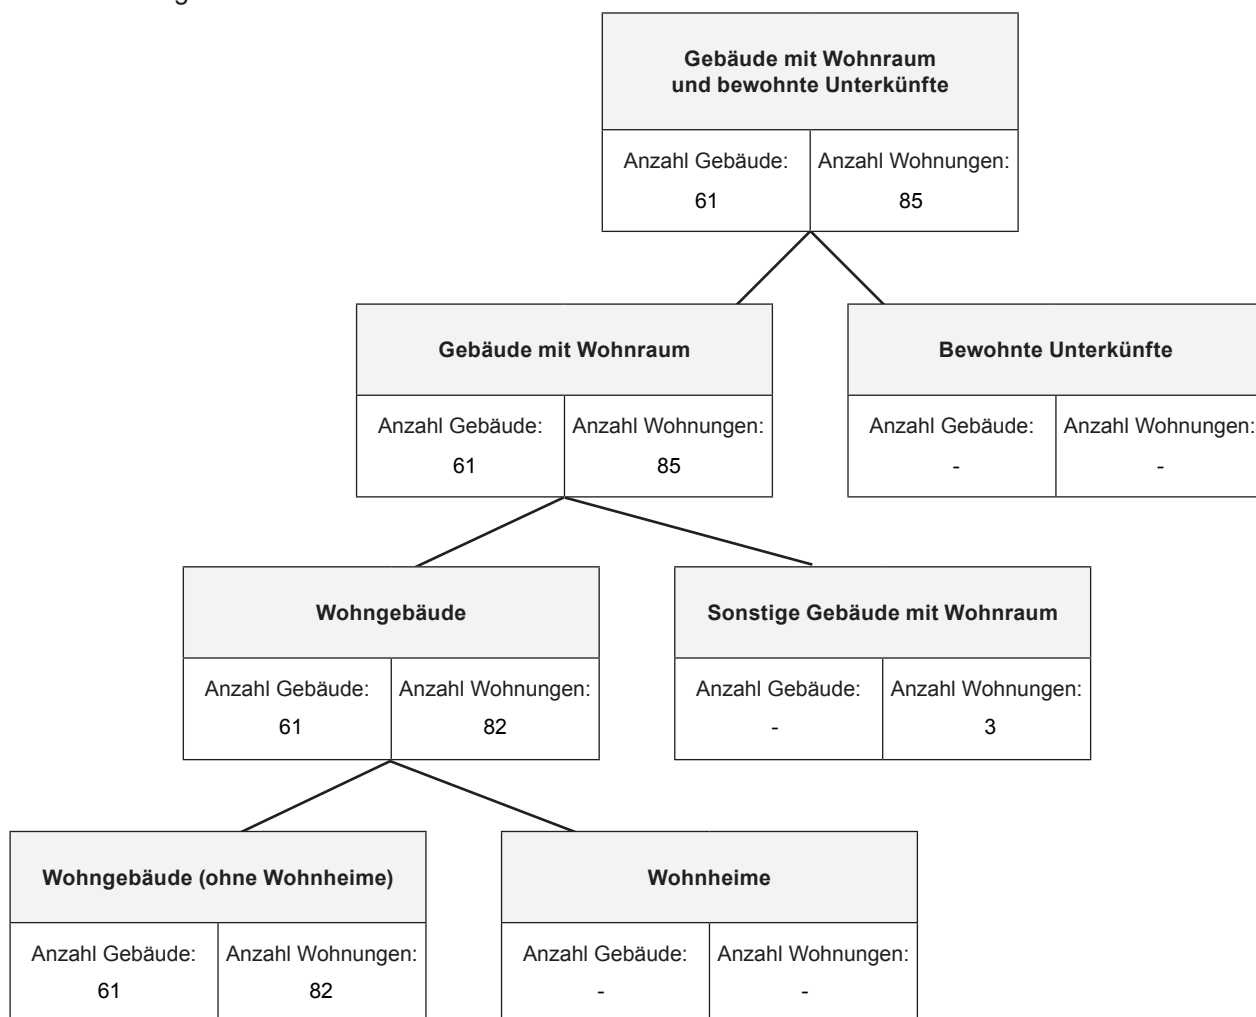 Gebäude mit Wohnraum
und bewohnte Unterkünfte
Anzahl Gebäude: Anzahl Wohnungen:
61 85
Gebäude mit Wohnraum
Anzahl Gebäude: Anzahl Wohnungen:
61 85
Bewohnte Unterkünfte
Anzahl Gebäude: Anzahl Wohnungen:
- -
Wohngebäude
Anzahl Gebäude: Anzahl Wohnungen:
61 82
Sonstige Gebäude mit Wohnraum
Anzahl Gebäude: Anzahl Wohnungen:
- 3
Wohngebäude (ohne Wohnheime)
Anzahl Gebäude: Anzahl Wohnungen:
61 82
Wohnheime
Anzahl Gebäude: Anzahl Wohnungen:
- -